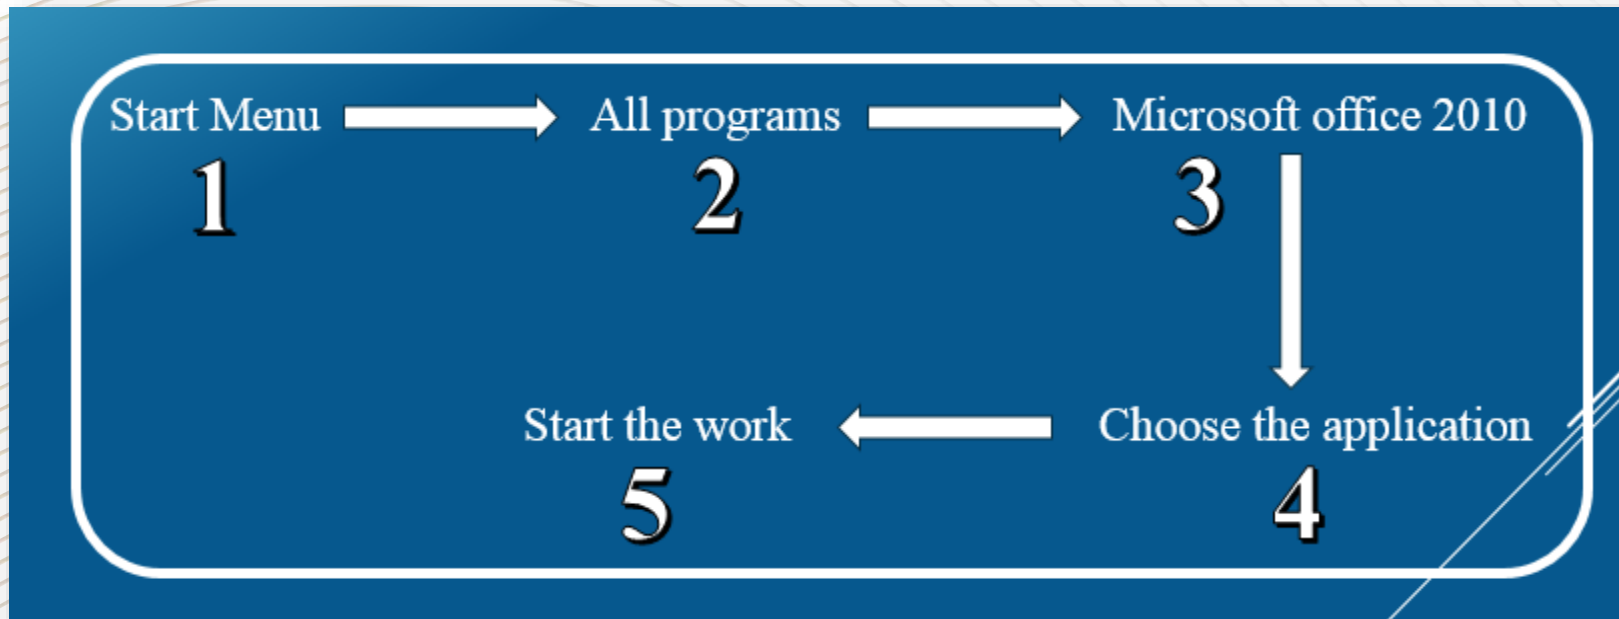 Start Menu
All programs
Microsoft office 2010
1
2
3
Choose the application
4
Start the work
5